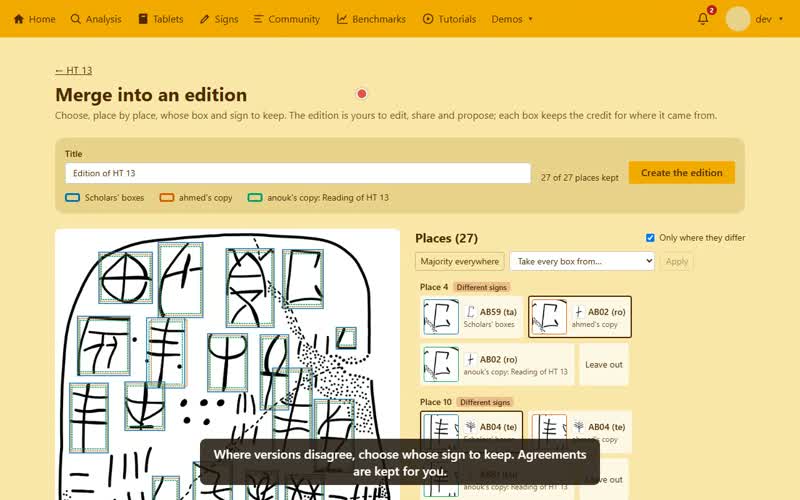 Home Analysis Tablets Signs Community Benchmarks Tutorials Demos 2 dev
← HT 13
Merge into an edition
Choose, place by place, whose box and sign to keep. The edition is yours to edit, share and propose; each box keeps the credit for where it came from.
Title
Edition of HT 13
27 of 27 places kept
Create the edition
Scholars' boxes ahmed's copy anouk's copy: Reading of HT 13
Places (27)
Only where they differ
Majority everywhere Take every box from... Apply
Place 4 Different signs
AB59 (ta) AB02 (ro)
Scholars' boxes ahmed's copy
AB02 (ro)
anouk's copy: Reading of HT 13
Leave out
Place 10 Different signs
AB04 (te) AB04 (te)
Where versions disagree, choose whose sign to keep. Agreements
are kept for you.